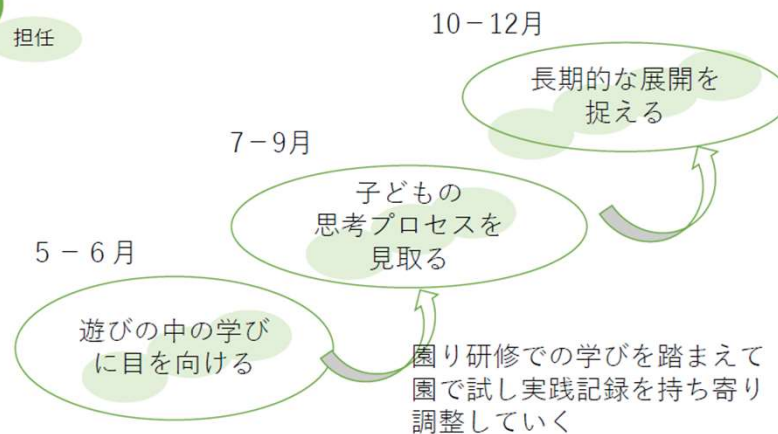 担任
10－12月
長期的な展開を
捉える
7－9月
子どもの
思考プロセスを
見取る
5－6月
遊びの中の学び
に目を向ける
園り研修での学びを踏まえて
園で試し実践記録を持ち寄り
調整していく